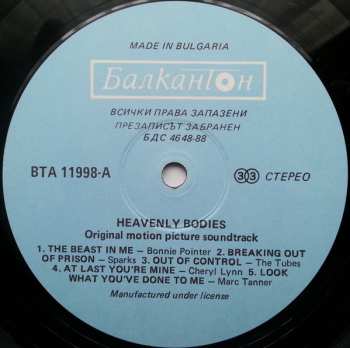 MADE IN BULGARIA
Балкантон
ВСИЧКИ ПРАВА ЗАПАЗЕНИ
ПРЕЗАПИСЪТ ЗАБРАНЕН
БДС 4648-88
ВТА 11998-А
33 СТЕРЕО
HEAVENLY BODIES
Original motion picture soundtrack
1. THE BEAST IN ME — Bonnie Pointer 2. BREAKING OUT
OF PRISON — Sparks 3. OUT OF CONTROL — The Tubes
4. AT LAST YOU'RE MINE — Cheryl Lynn 5. LOOK
WHAT YOU'VE DONE TO ME — Marc Tanner
Manufactured under license